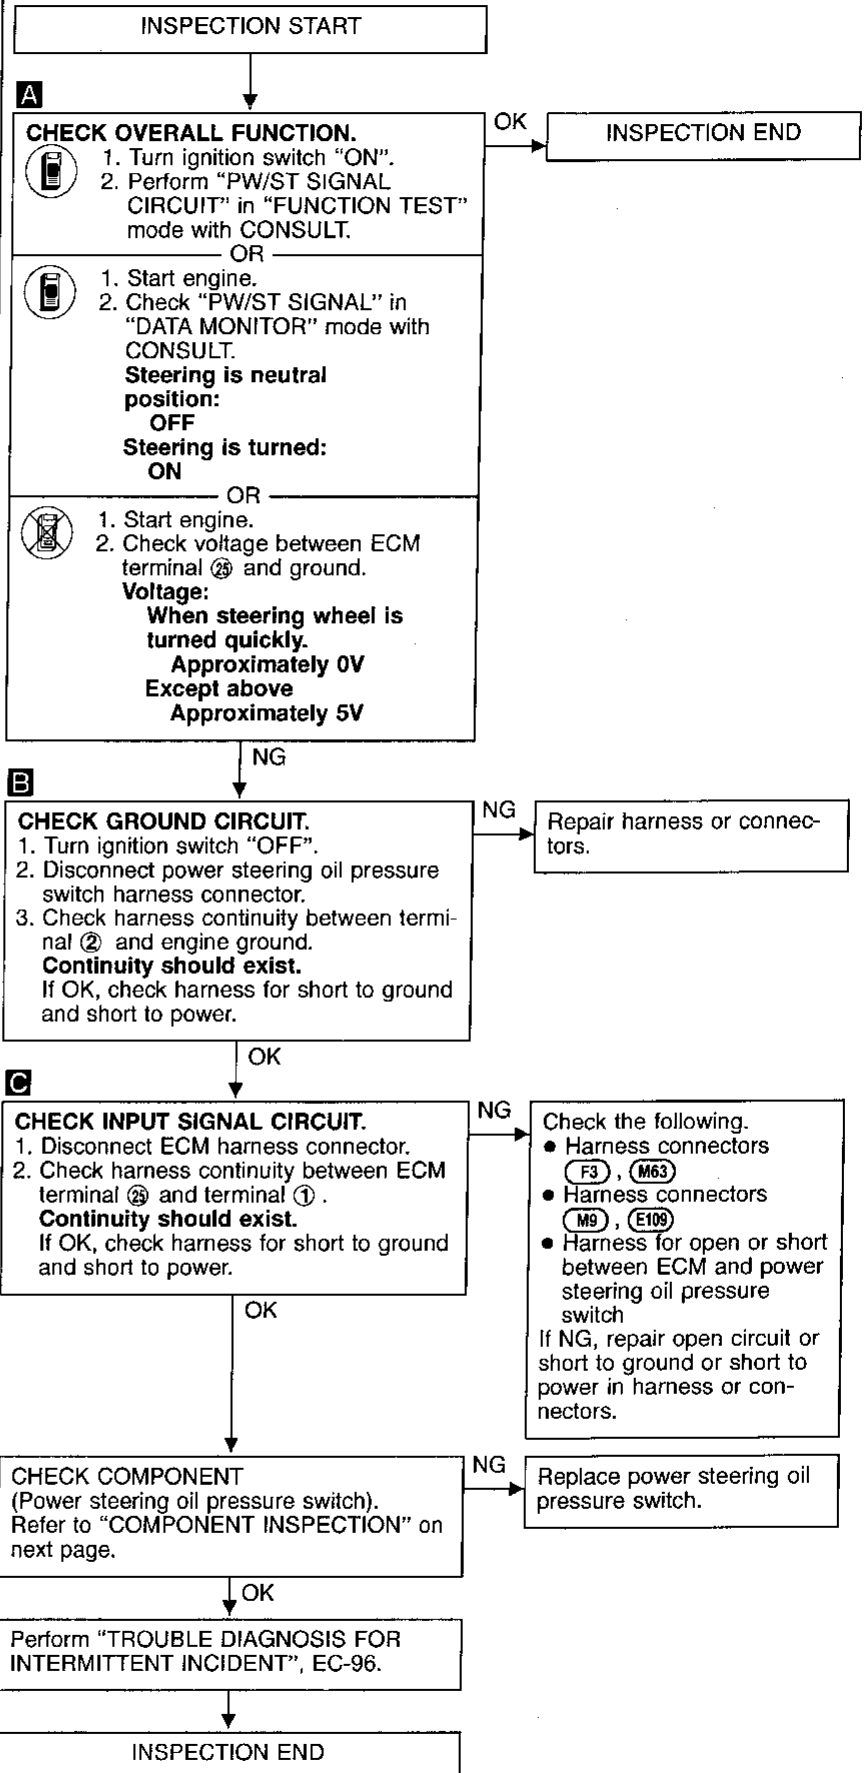 INSPECTION START
A
CHECK OVERALL FUNCTION.
1. Turn ignition switch “ON”.
2. Perform “PW/ST SIGNAL
CIRCUIT” in “FUNCTION TEST”
mode with CONSULT.
OR
1. Start engine.
2. Check “PW/ST SIGNAL” in
“DATA MONITOR” mode with
CONSULT.
Steering is neutral
position:
OFF
Steering is turned:
ON
OR
1. Start engine.
2. Check voltage between ECM
terminal ㉕ and ground.
Voltage:
When steering wheel is
turned quickly.
Approximately 0V
Except above
Approximately 5V
OK
INSPECTION END
NG
B
CHECK GROUND CIRCUIT.
1. Turn ignition switch “OFF”.
2. Disconnect power steering oil pressure
switch harness connector.
3. Check harness continuity between termi-
nal ② and engine ground.
Continuity should exist.
If OK, check harness for short to ground
and short to power.
NG
Repair harness or connec-
tors.
OK
C
CHECK INPUT SIGNAL CIRCUIT.
1. Disconnect ECM harness connector.
2. Check harness continuity between ECM
terminal ㉕ and terminal ①.
Continuity should exist.
If OK, check harness for short to ground
and short to power.
NG
Check the following.
● Harness connectors
F3 , M63
● Harness connectors
M9 , E109
● Harness for open or short
between ECM and power
steering oil pressure
switch
If NG, repair open circuit or
short to ground or short to
power in harness or con-
nectors.
OK
CHECK COMPONENT
(Power steering oil pressure switch).
Refer to “COMPONENT INSPECTION” on
next page.
NG
Replace power steering oil
pressure switch.
OK
Perform “TROUBLE DIAGNOSIS FOR
INTERMITTENT INCIDENT”, EC-96.
INSPECTION END